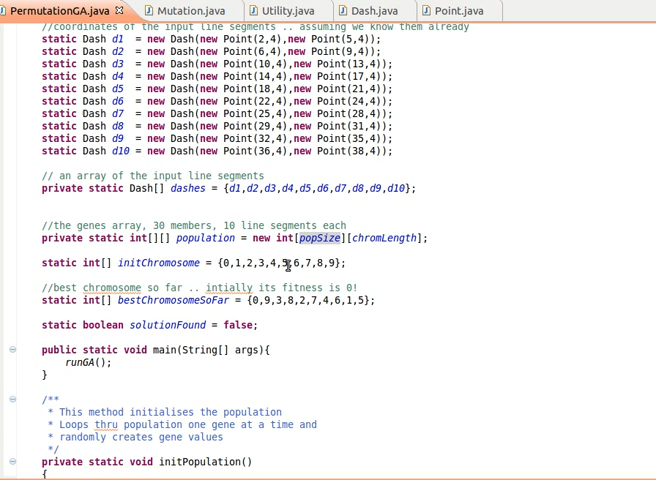 PermutationGA.java Mutation.java Utility.java Dash.java Point.java
//coordinates of the input line segments .. assuming we know them already
static Dash d1 = new Dash(new Point(2,4),new Point(5,4));
static Dash d2 = new Dash(new Point(6,4),new Point(9,4));
static Dash d3 = new Dash(new Point(10,4),new Point(13,4));
static Dash d4 = new Dash(new Point(14,4),new Point(17,4));
static Dash d5 = new Dash(new Point(18,4),new Point(21,4));
static Dash d6 = new Dash(new Point(22,4),new Point(24,4));
static Dash d7 = new Dash(new Point(25,4),new Point(28,4));
static Dash d8 = new Dash(new Point(29,4),new Point(31,4));
static Dash d9 = new Dash(new Point(32,4),new Point(35,4));
static Dash d10 = new Dash(new Point(36,4),new Point(38,4));
// an array of the input line segments
private static Dash[] dashes = {d1,d2,d3,d4,d5,d6,d7,d8,d9,d10};
//the genes array, 30 members, 10 line segments each
private static int[][] population = new int[popSize][chromLength];
static int[] initChromosome = {0,1,2,3,4,5,6,7,8,9};
//best chromosome so far .. intially its fitness is 0!
static int[] bestChromosomeSoFar = {0,9,3,8,2,7,4,6,1,5};
static boolean solutionFound = false;
public static void main(String[] args){
runGA();
}
/**
* This method initialises the population
* Loops thru population one gene at a time and
* randomly creates gene values
*/
private static void initPopulation()
{